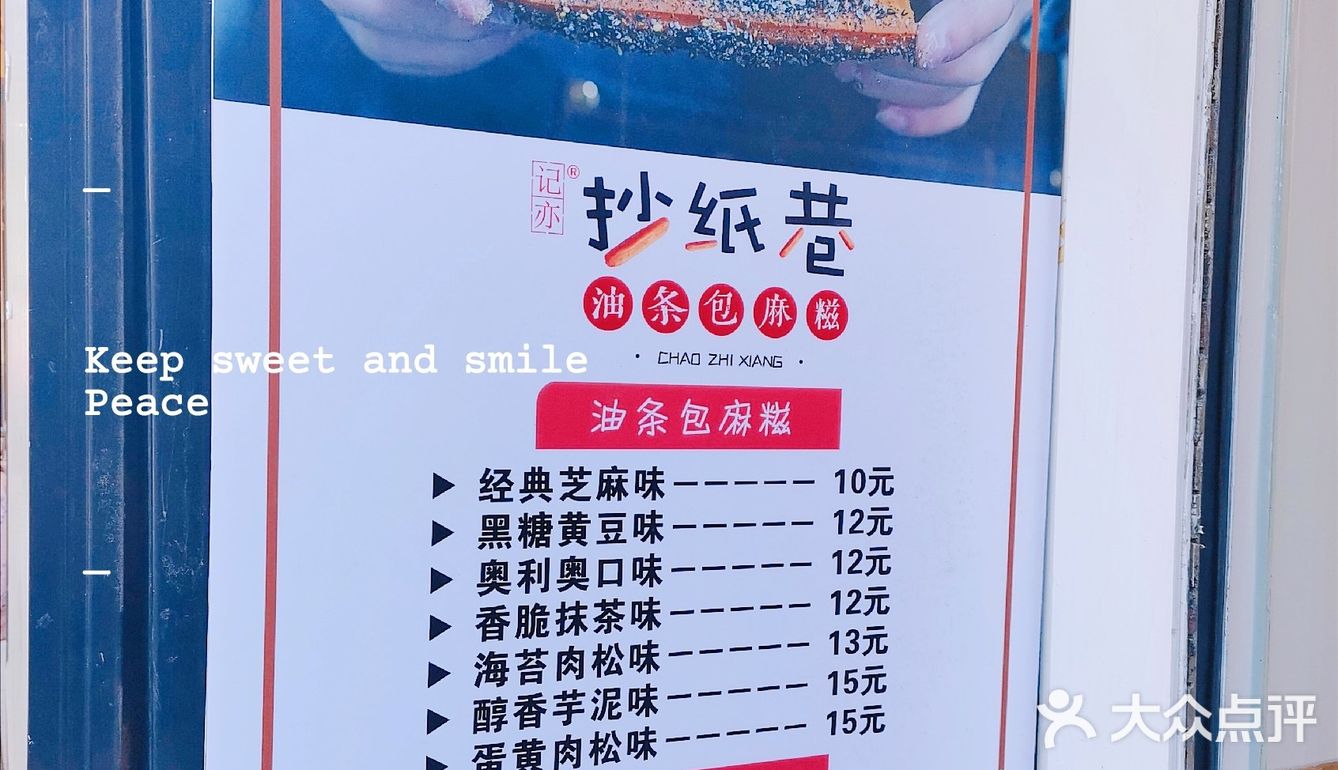 记亦®
抄纸巷
油条包麻糍
· CHAO ZHI XIANG ·
Keep sweet and smile
Peace
油条包麻糍
▶ 经典芝麻味----- 10元
▶ 黑糖黄豆味----- 12元
▶ 奥利奥口味----- 12元
▶ 香脆抹茶味----- 12元
▶ 海苔肉松味----- 13元
▶ 醇香芋泥味----- 15元
▶ 蛋黄肉松味----- 15元
大众点评